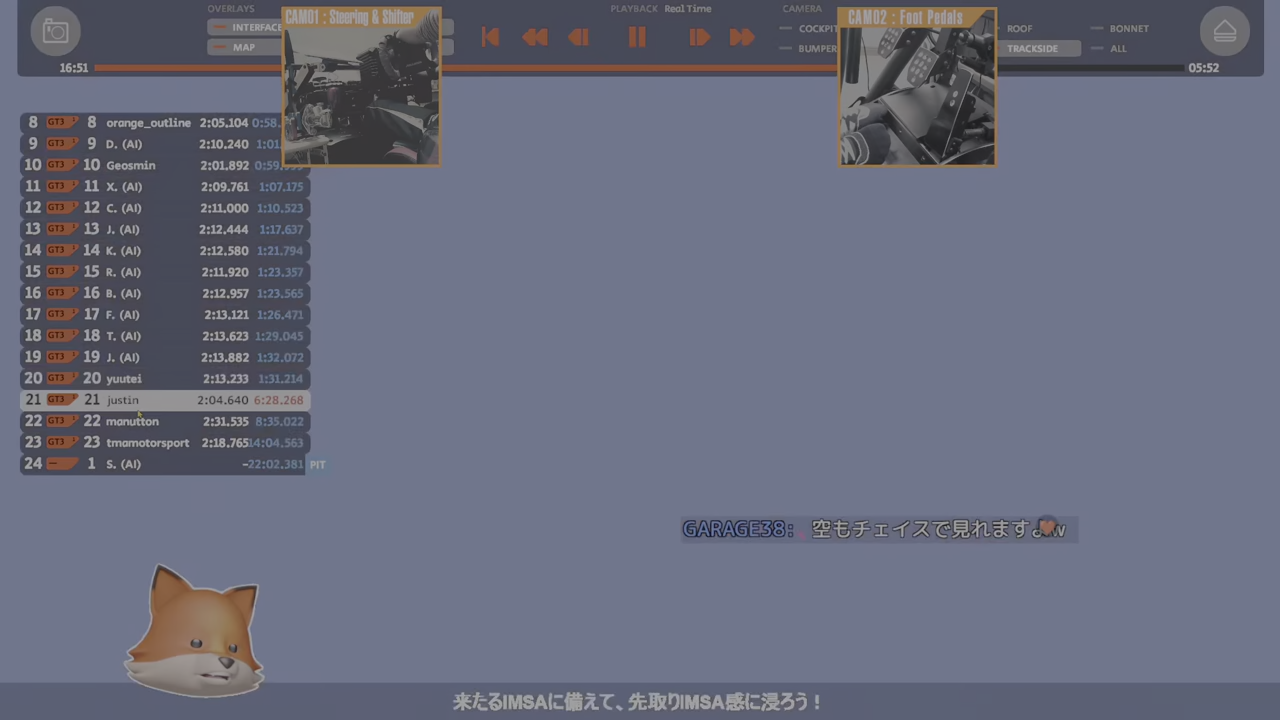 OVERLAYS
INTERFACE
MAP
CAM01 : Steering & Shifter
PLAYBACK Real Time
CAMERA
COCKPIT
BUMPER
CAM02 : Foot Pedals
ROOF
TRACKSIDE
BONNET
ALL
16:51
05:52
8 GT3 8 orange_outline 2:05.104 0:58.
9 GT3 9 D. (AI) 2:10.240 1:01.
10 GT3 10 Geosmin 2:01.892 0:59.
11 GT3 11 X. (AI) 2:09.761 1:07.175
12 GT3 12 C. (AI) 2:11.000 1:10.523
13 GT3 13 J. (AI) 2:12.444 1:17.637
14 GT3 14 K. (AI) 2:12.580 1:21.794
15 GT3 15 R. (AI) 2:11.920 1:23.357
16 GT3 16 B. (AI) 2:12.957 1:23.565
17 GT3 17 F. (AI) 2:13.121 1:26.471
18 GT3 18 T. (AI) 2:13.623 1:29.045
19 GT3 19 J. (AI) 2:13.882 1:32.072
20 GT3 20 yuutei 2:13.233 1:31.214
21 GT3 21 justin 2:04.640 6:28.268
22 GT3 22 manutton 2:31.535 8:35.022
23 GT3 23 tmamotorsport 2:18.765 14:04.563
24 — 1 S. (AI) -22:02.381 PIT
GARAGE38: 空もチェイスで見れますよw
来たるIMSAに備えて、先取りIMSA感に浸ろう！